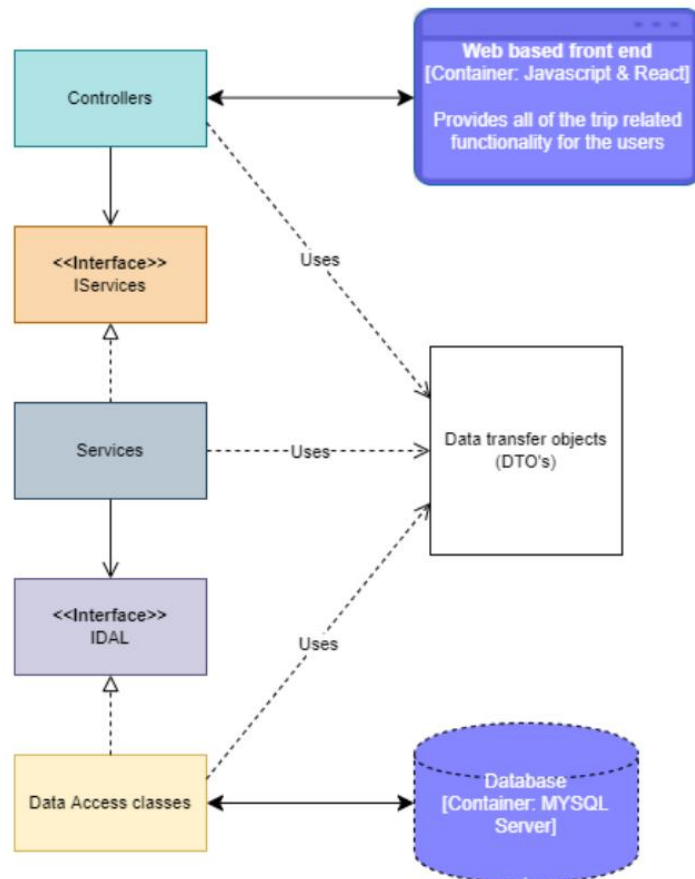 Controllers
Web based front end
[Container: Javascript & React]
Provides all of the trip related
functionality for the users
<<Interface>>
IServices
Uses
Services
Uses
Data transfer objects
(DTO's)
<<Interface>>
IDAL
Uses
Data Access classes
Database
[Container: MYSQL
Server]